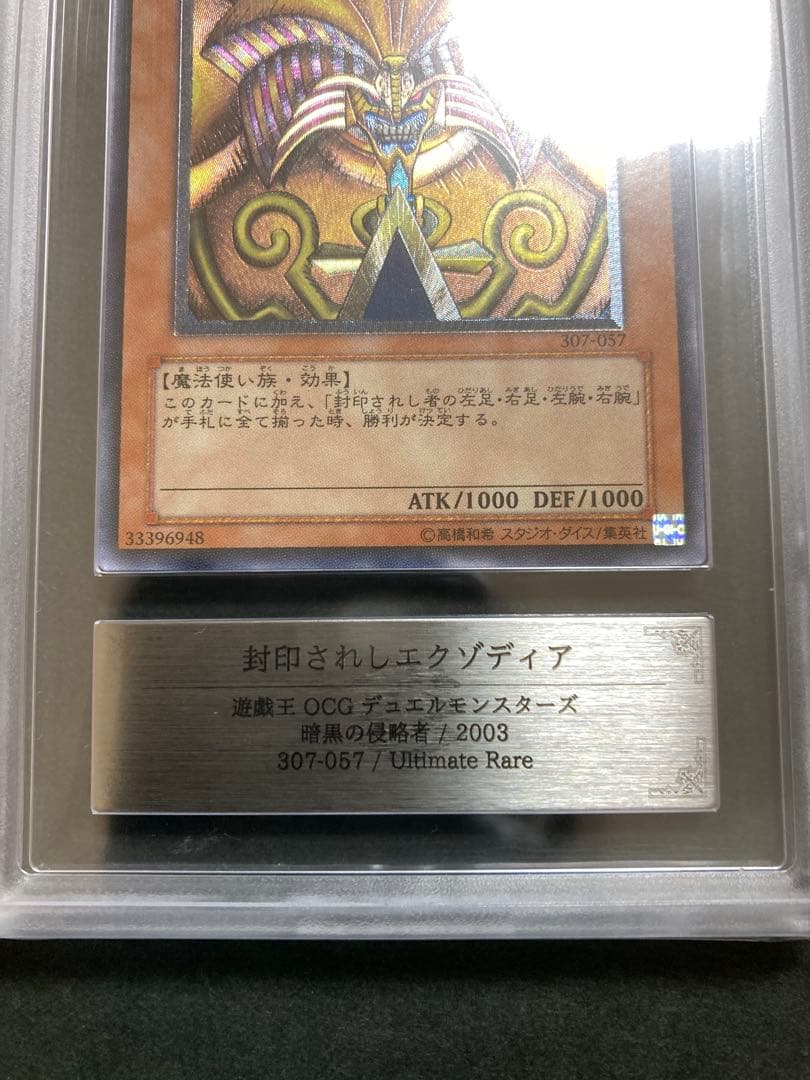 307-057
【魔法使い族・効果】
このカードに加え、「封印されし者の左足・右足・左腕・右腕」
が手札に全て揃った時、勝利が決定する。
ATK/1000 DEF/1000
33396948
©高橋和希 スタジオ・ダイス/集英社
封印されしエクゾディア
遊戯王 OCG デュエルモンスターズ
暗黒の侵略者 / 2003
307-057 / Ultimate Rare